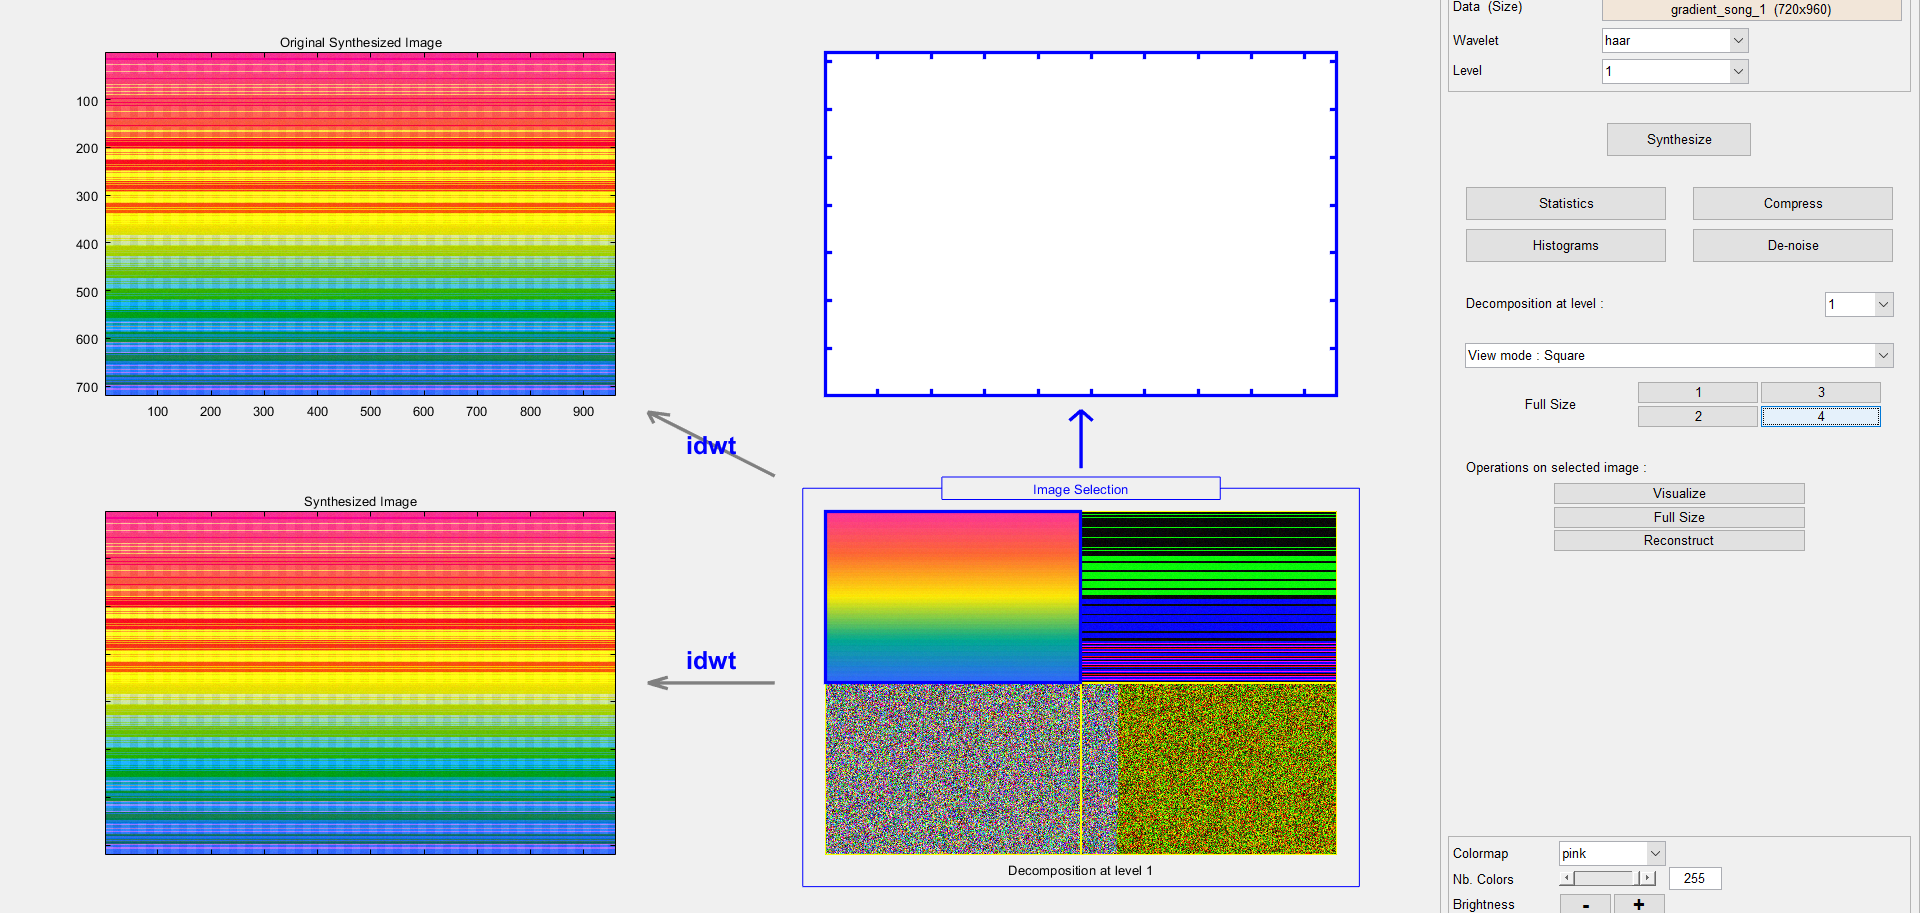 Original Synthesized Image
100
200
300
400
500
600
700
100 200 300 400 500 600 700 800 900
idwt
Synthesized Image
idwt
Image Selection
Decomposition at level 1
Data (Size) gradient_song_1 (720x960)
Wavelet haar
Level 1
Synthesize
Statistics Compress
Histograms De-noise
Decomposition at level : 1
View mode : Square
Full Size 1 3
2 4
Operations on selected image :
Visualize
Full Size
Reconstruct
Colormap pink
Nb. Colors 255
Brightness - +